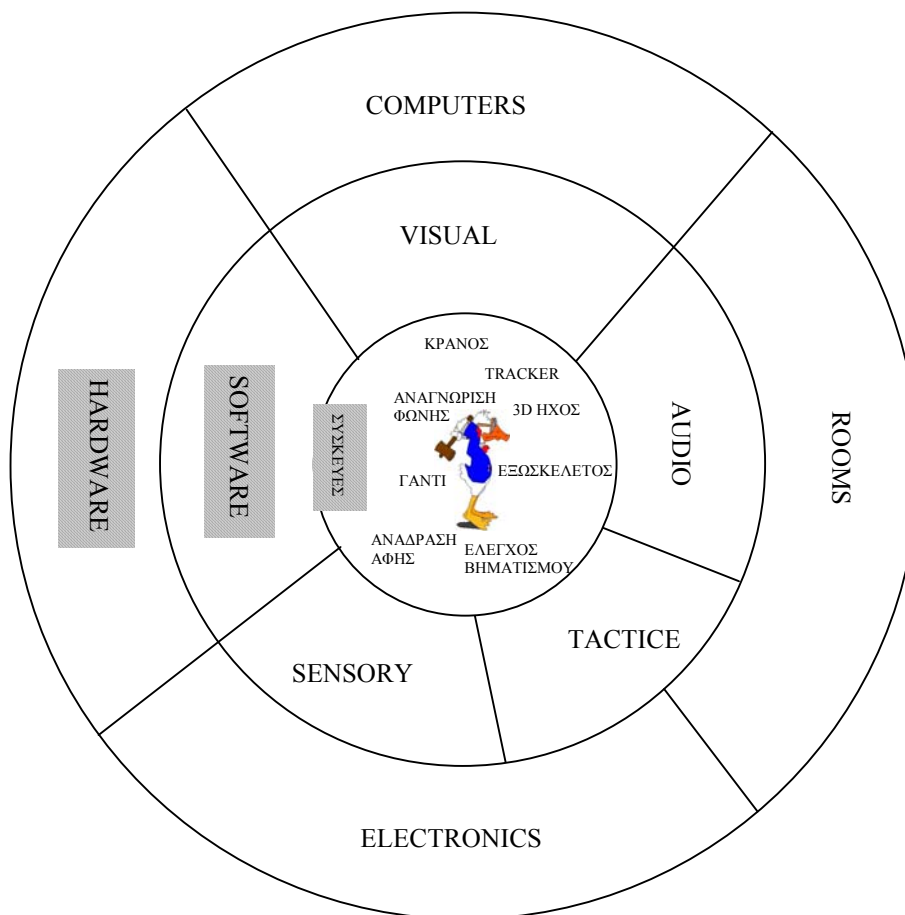 COMPUTERS
VISUAL
ΚΡΑΝΟΣ
TRACKER
ΑΝΑΓΝΩΡΙΣΗ
ΦΩΝΗΣ
3D ΗΧΟΣ
HARDWARE
SOFTWARE
ΣΥΣΚΕΥΕΣ
ΓΑΝΤΙ
ΕΞΩΣΚΕΛΕΤΟΣ
AUDIO
ROOMS
ΑΝΑΔΡΑΣΗ
ΑΦΗΣ
ΕΛΕΓΧΟΣ
ΒΗΜΑΤΙΣΜΟΥ
TACTICE
SENSORY
ELECTRONICS